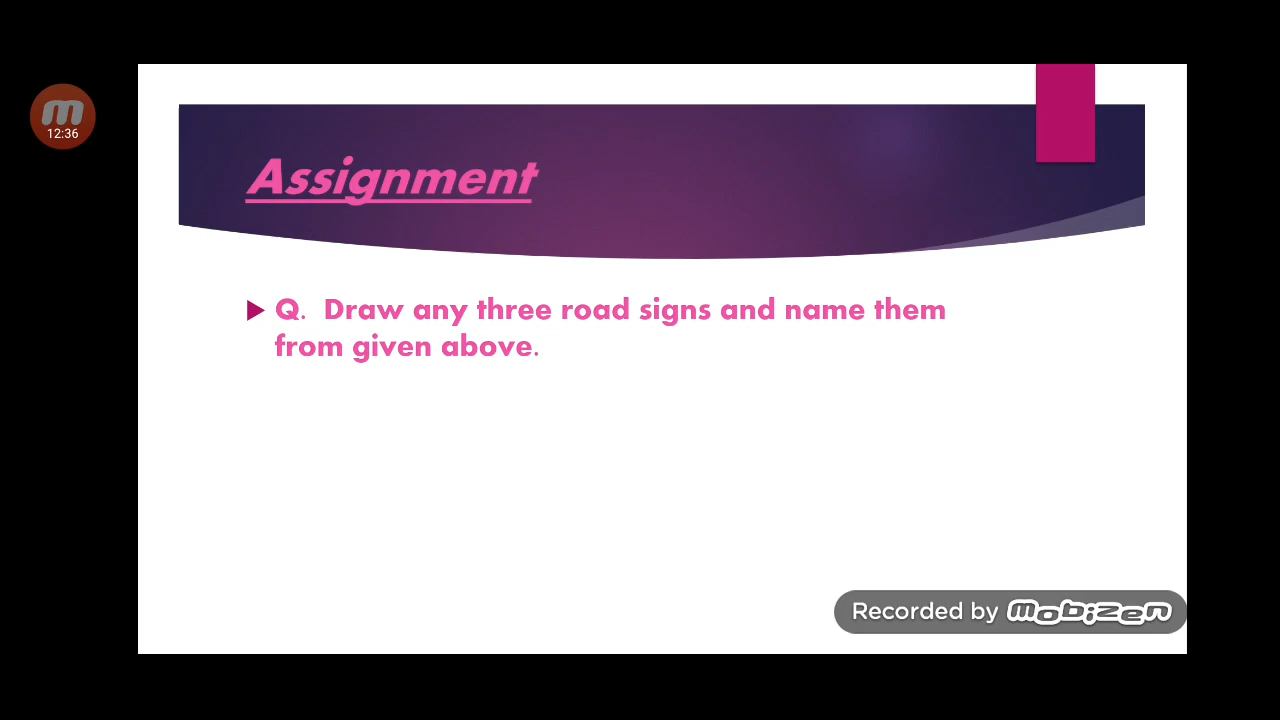 m
12:36
Assignment
Q. Draw any three road signs and name them
from given above.
Recorded by mobizen